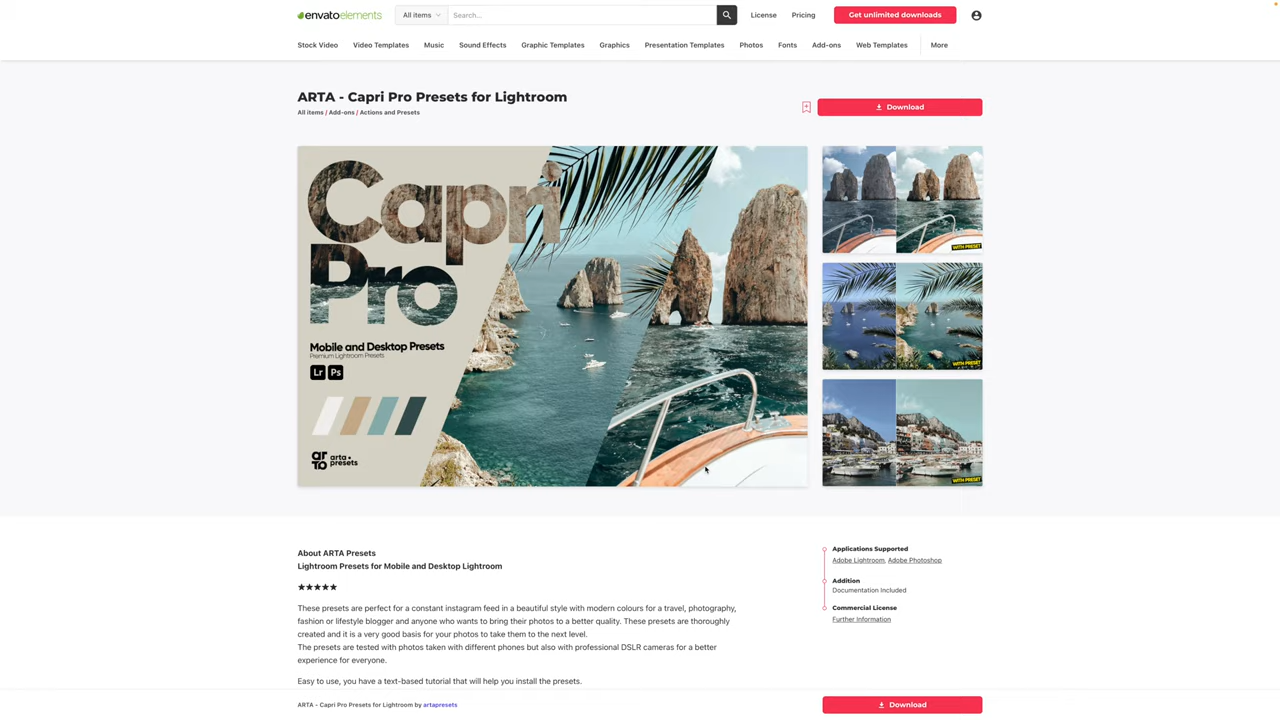 envatoelements
All items
Search...
License
Pricing
Get unlimited downloads
Stock Video
Video Templates
Music
Sound Effects
Graphic Templates
Graphics
Presentation Templates
Photos
Fonts
Add-ons
Web Templates
More
ARTA - Capri Pro Presets for Lightroom
All items / Add-ons / Actions and Presets
Download
Capri
Pro
Mobile and Desktop Presets
Premium Lightroom Presets
Lr
Ps
arta
arta
presets
WITH PRESET
WITH PRESET
WITH PRESET
About ARTA Presets
Lightroom Presets for Mobile and Desktop Lightroom
★★★★★
These presets are perfect for a constant instagram feed in a beautiful style with modern colours for a travel, photography,
fashion or lifestyle blogger and anyone who wants to bring their photos to a better quality. These presets are thoroughly
created and it is a very good basis for your photos to take them to the next level.
The presets are tested with photos taken with different phones but also with professional DSLR cameras for a better
experience for everyone.
Easy to use, you have a text-based tutorial that will help you install the presets.
Applications Supported
Adobe Lightroom, Adobe Photoshop
Addition
Documentation Included
Commercial License
Further Information
ARTA - Capri Pro Presets for Lightroom by artapresets
Download